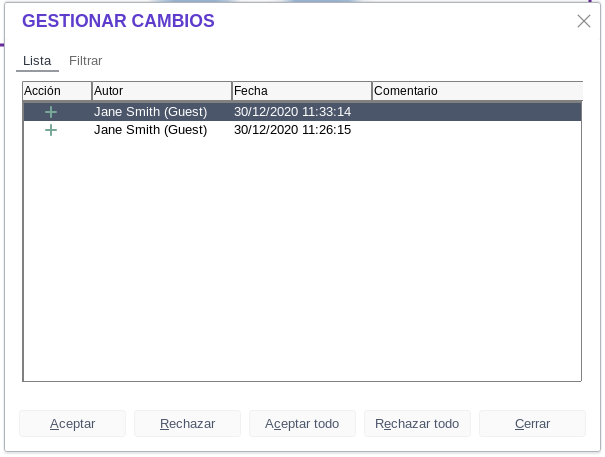 GESTIONAR CAMBIOS
Lista Filtrar
Acción Autor Fecha Comentario
Jane Smith (Guest) 30/12/2020 11:33:14
Jane Smith (Guest) 30/12/2020 11:26:15
Aceptar Rechazar Aceptar todo Rechazar todo Cerrar